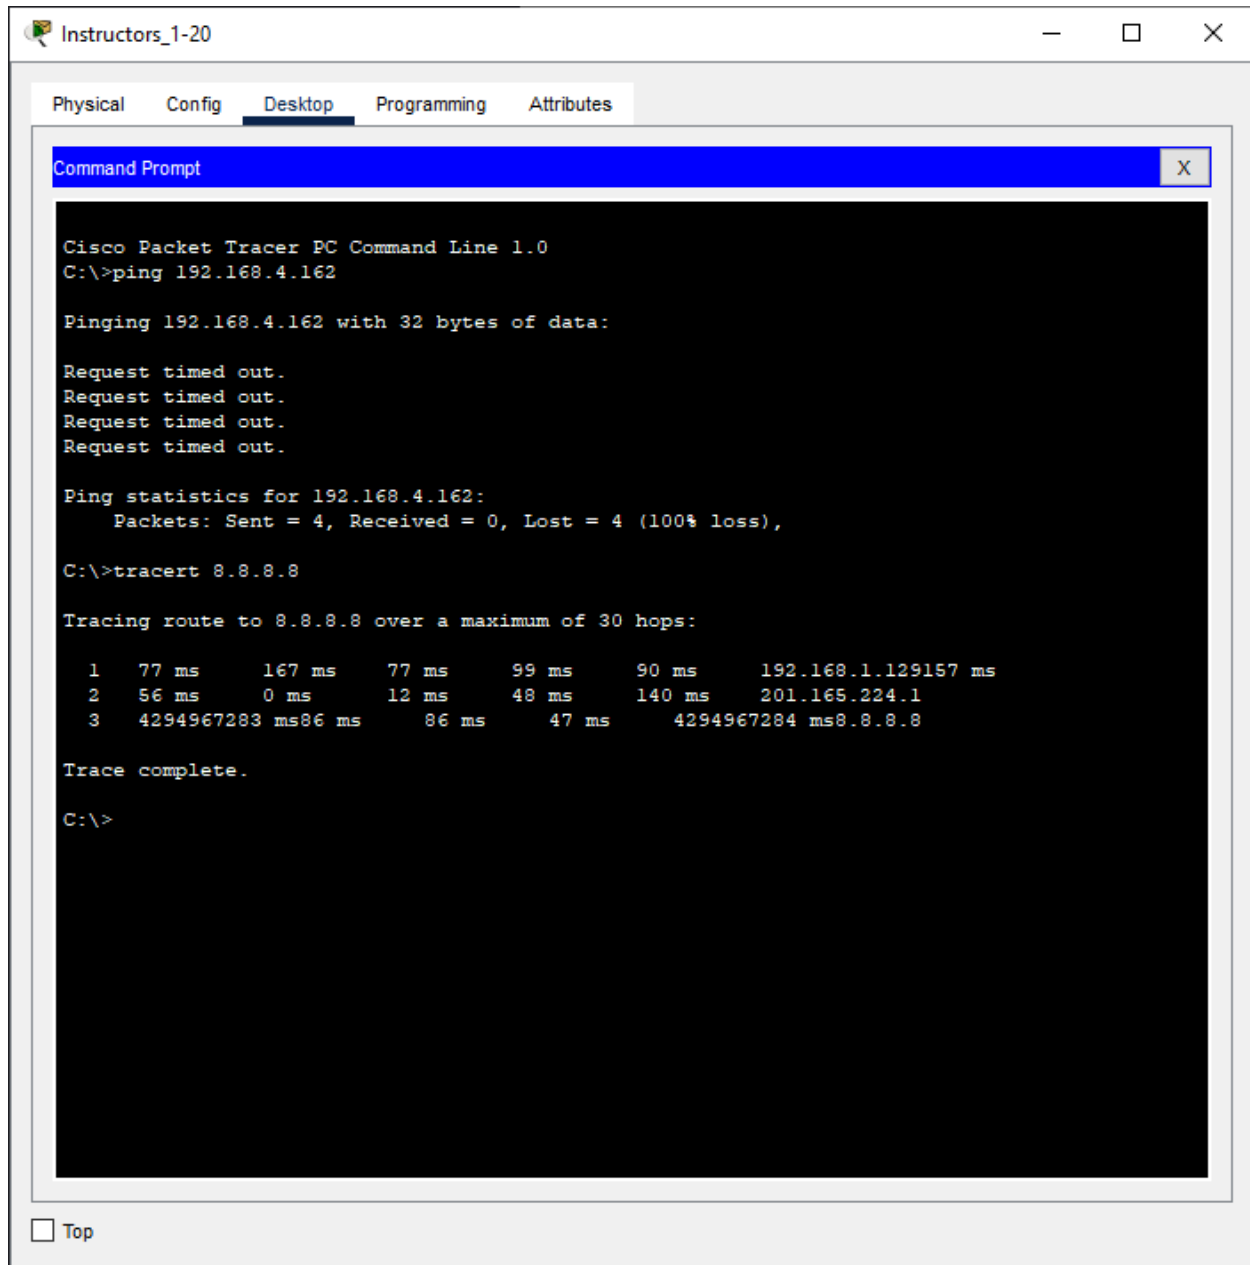 Instructors_1-20
Physical Config Desktop Programming Attributes
Command Prompt X
Cisco Packet Tracer PC Command Line 1.0
C:\>ping 192.168.4.162
Pinging 192.168.4.162 with 32 bytes of data:
Request timed out.
Request timed out.
Request timed out.
Request timed out.
Ping statistics for 192.168.4.162:
    Packets: Sent = 4, Received = 0, Lost = 4 (100% loss),
C:\>tracert 8.8.8.8
Tracing route to 8.8.8.8 over a maximum of 30 hops:
  1   77 ms     167 ms    77 ms     99 ms     90 ms     192.168.1.129157 ms
  2   56 ms     0 ms      12 ms     48 ms     140 ms    201.165.224.1
  3   4294967283 ms86 ms     86 ms     47 ms     4294967284 ms8.8.8.8
Trace complete.
C:\>
Top